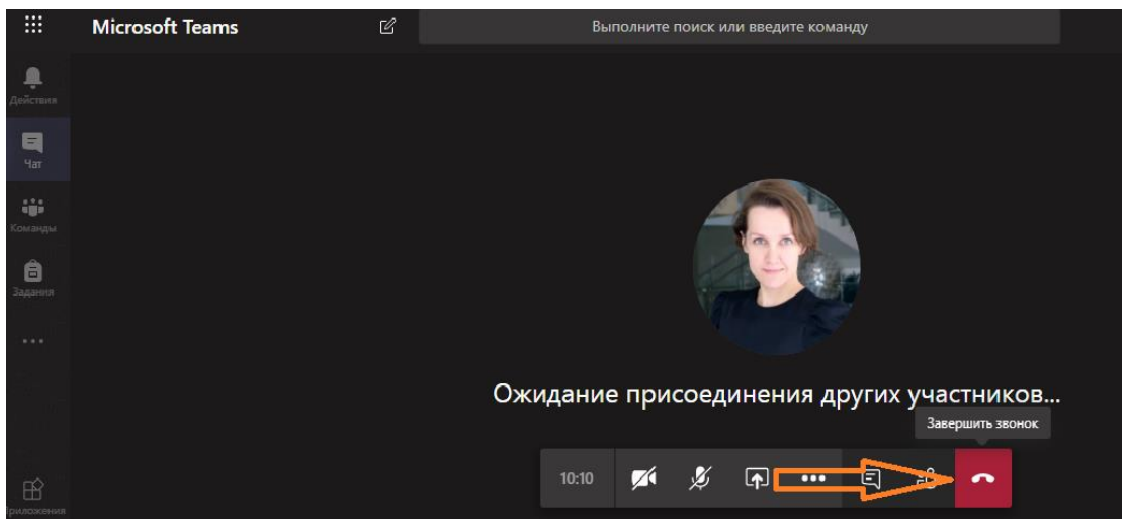 Microsoft Teams
Выполните поиск или введите команду
Действия
Чат
Команды
Задания
Ожидание присоединения других участников...
Завершить звонок
10:10
Приложения